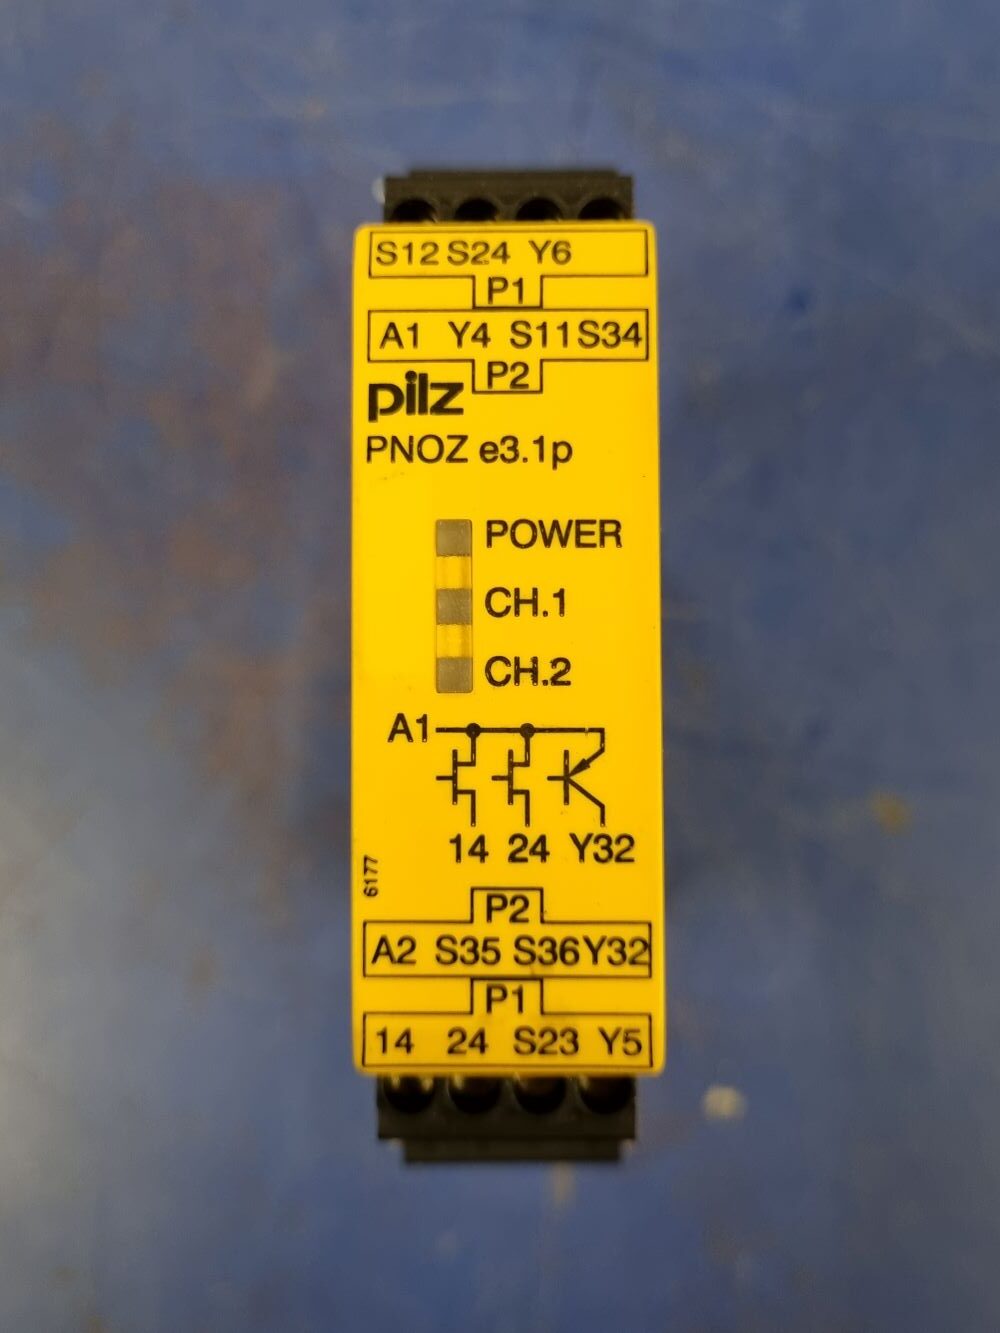 S12 S24 Y6
P1
A1 Y4 S11 S34
P2
pilz
PNOZ e3.1p
POWER
CH.1
CH.2
A1
14 24 Y32
6177
P2
A2 S35 S36 Y32
P1
14 24 S23 Y5